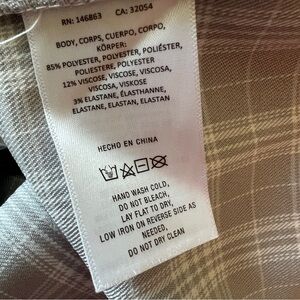 RN: 146863 CA: 32054
BODY, CORPS, CUERPO, CORPO,
KÖRPER:
85% POLYESTER, POLYESTER, POLIÉSTER,
POLIESTERE, POLYESTER
12% VISCOSE, VISCOSE, VISCOSA,
VISCOSA, VISKOSE
3% ELASTANE, ÉLASTHANNE,
ELASTANE, ELASTAN, ELASTAN
HECHO EN CHINA
HAND WASH COLD,
DO NOT BLEACH,
LAY FLAT TO DRY,
LOW IRON ON REVERSE SIDE AS
NEEDED,
DO NOT DRY CLEAN